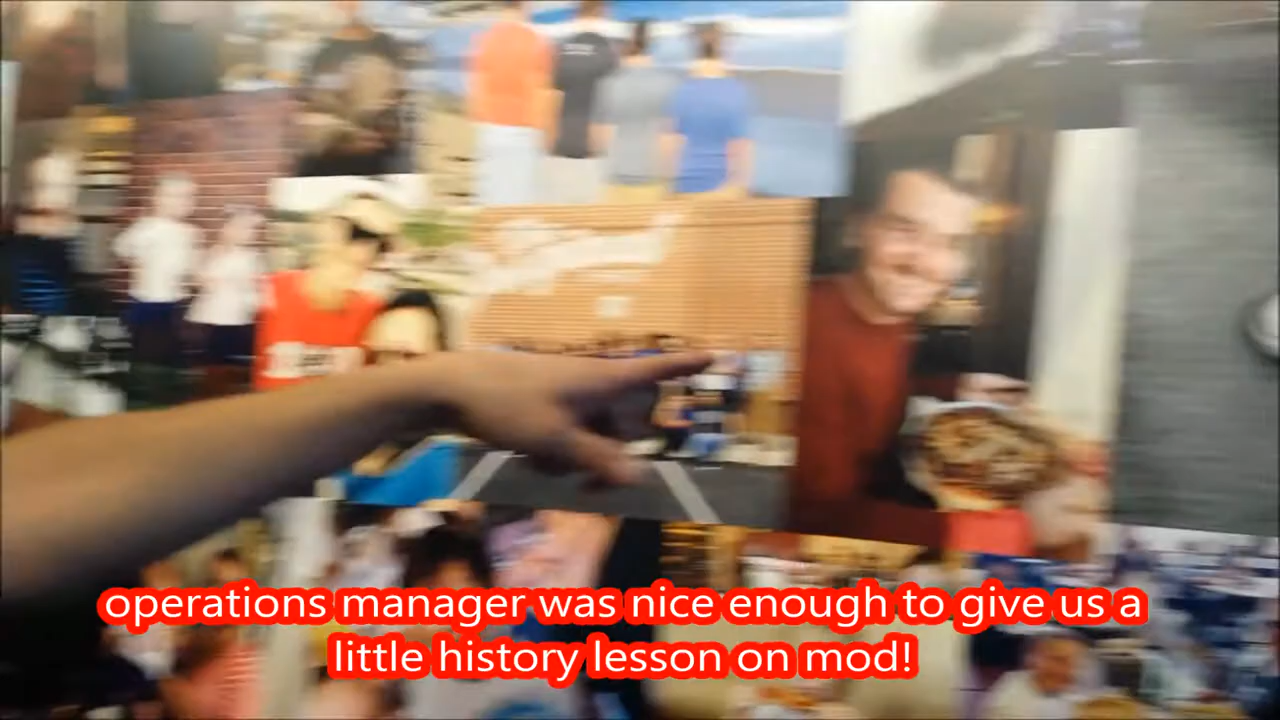 operations manager was nice enough to give us a
little history lesson on mod!